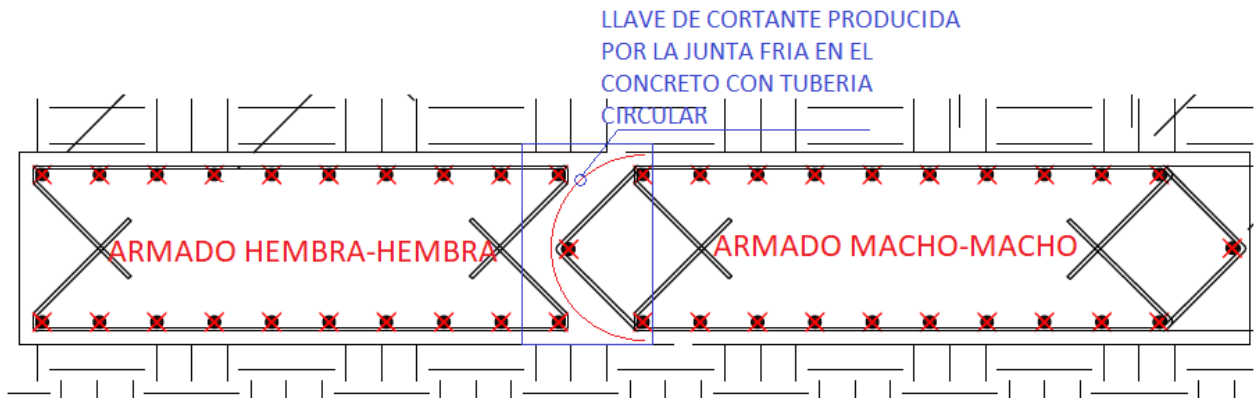 LLAVE DE CORTANTE PRODUCIDA
POR LA JUNTA FRIA EN EL
CONCRETO CON TUBERIA
CIRCULAR
ARMADO HEMBRA-HEMBRA
ARMADO MACHO-MACHO